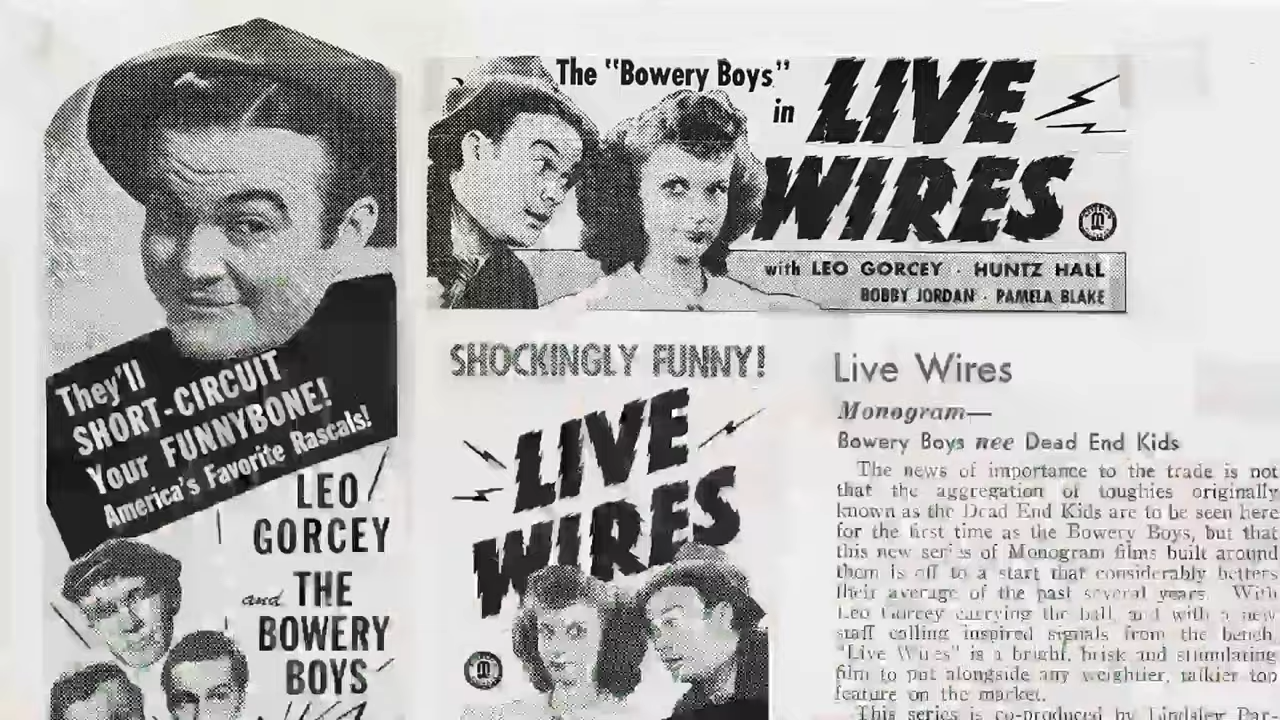 They'll
SHORT-CIRCUIT
Your FUNNYBONE!
America's Favorite Rascals!
LEO
GORCEY
and THE
BOWERY
BOYS
The "Bowery Boys"
in LIVE
WIRES
with LEO GORCEY · HUNTZ HALL
BOBBY JORDAN · PAMELA BLAKE
SHOCKINGLY FUNNY!
LIVE
WIRES
Live Wires
Monogram—
Bowery Boys nee Dead End Kids
The news of importance to the trade is not
that the aggregation of toughies originally
known as the Dead End Kids are to be seen here
for the first time as the Bowery Boys, but that
this new series of Monogram films built around
them is off to a start that considerably betters
their average of the past several years. With
Leo Gorcey carrying the ball, and with a new
staff calling inspired signals from the bench,
"Live Wires" is a bright, brisk and stimulating
film to put alongside any weightier, talkier top
feature on the market.
This series is co-produced by Lindsley Par-